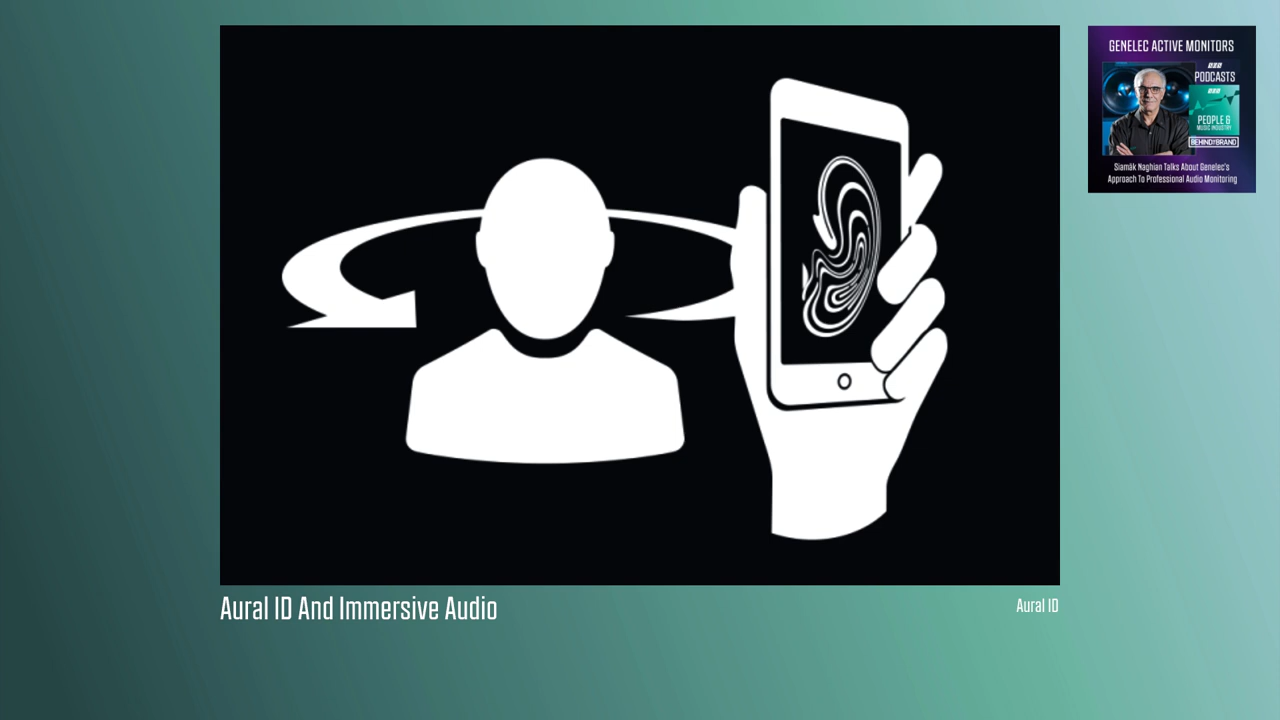 Aural ID And Immersive Audio
Aural ID
GENELEC ACTIVE MONITORS
PODCASTS
PEOPLE &
MUSIC INDUSTRY
BEHIND THE BRAND
Siamäk Naghian Talks About Genelec's
Approach To Professional Audio Monitoring